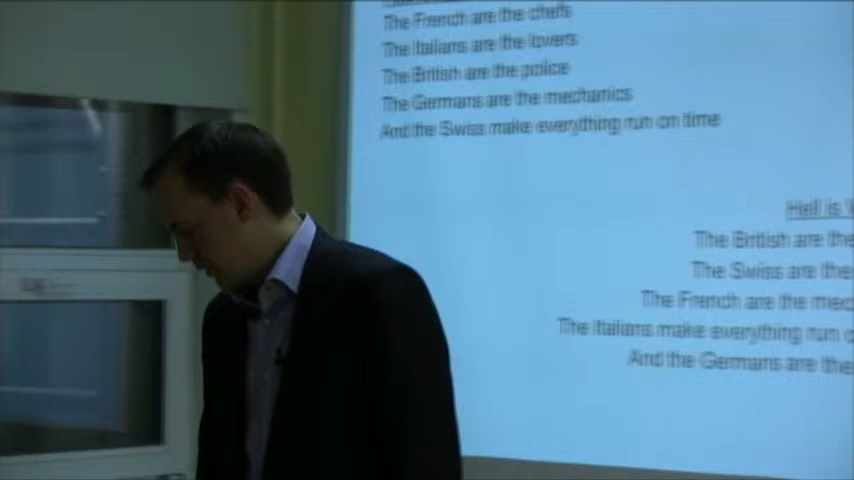 The French are the chefs
The Italians are the lovers
The British are the police
The Germans are the mechanics
And the Swiss make everything run on time
Hell is
The British are the
The Swiss are the
The French are the
The Italians make everything run
And the Germans are the